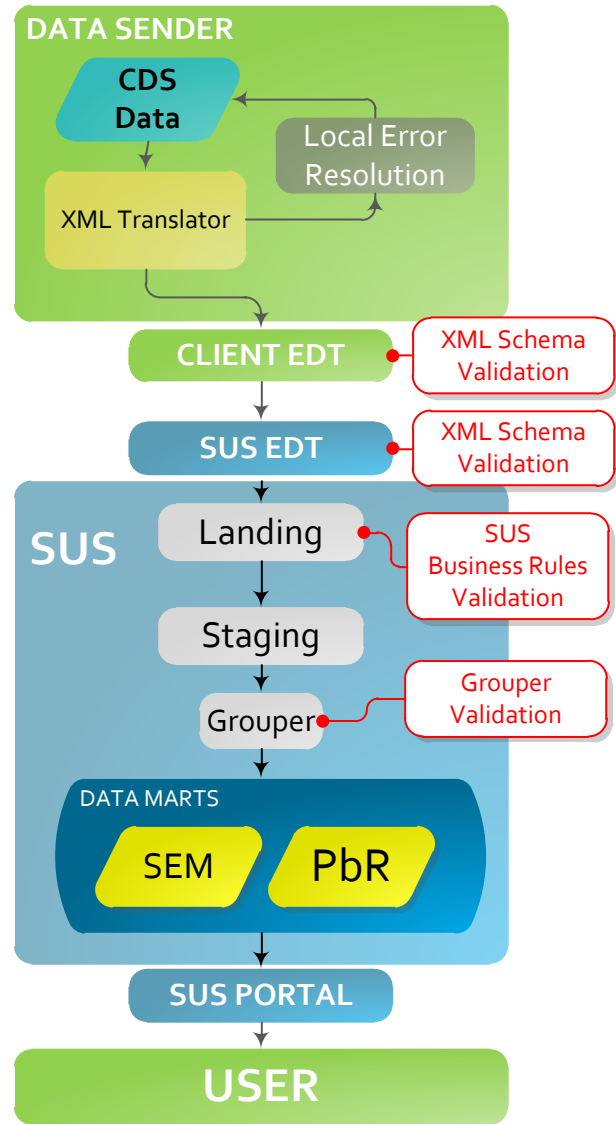 DATA SENDER
CDS
Data
Local Error
Resolution
XML Translator
CLIENT EDT
XML Schema
Validation
SUS EDT
XML Schema
Validation
SUS
Landing
SUS
Business Rules
Validation
Staging
Grouper
Grouper
Validation
DATA MARTS
SEM
PbR
SUS PORTAL
USER